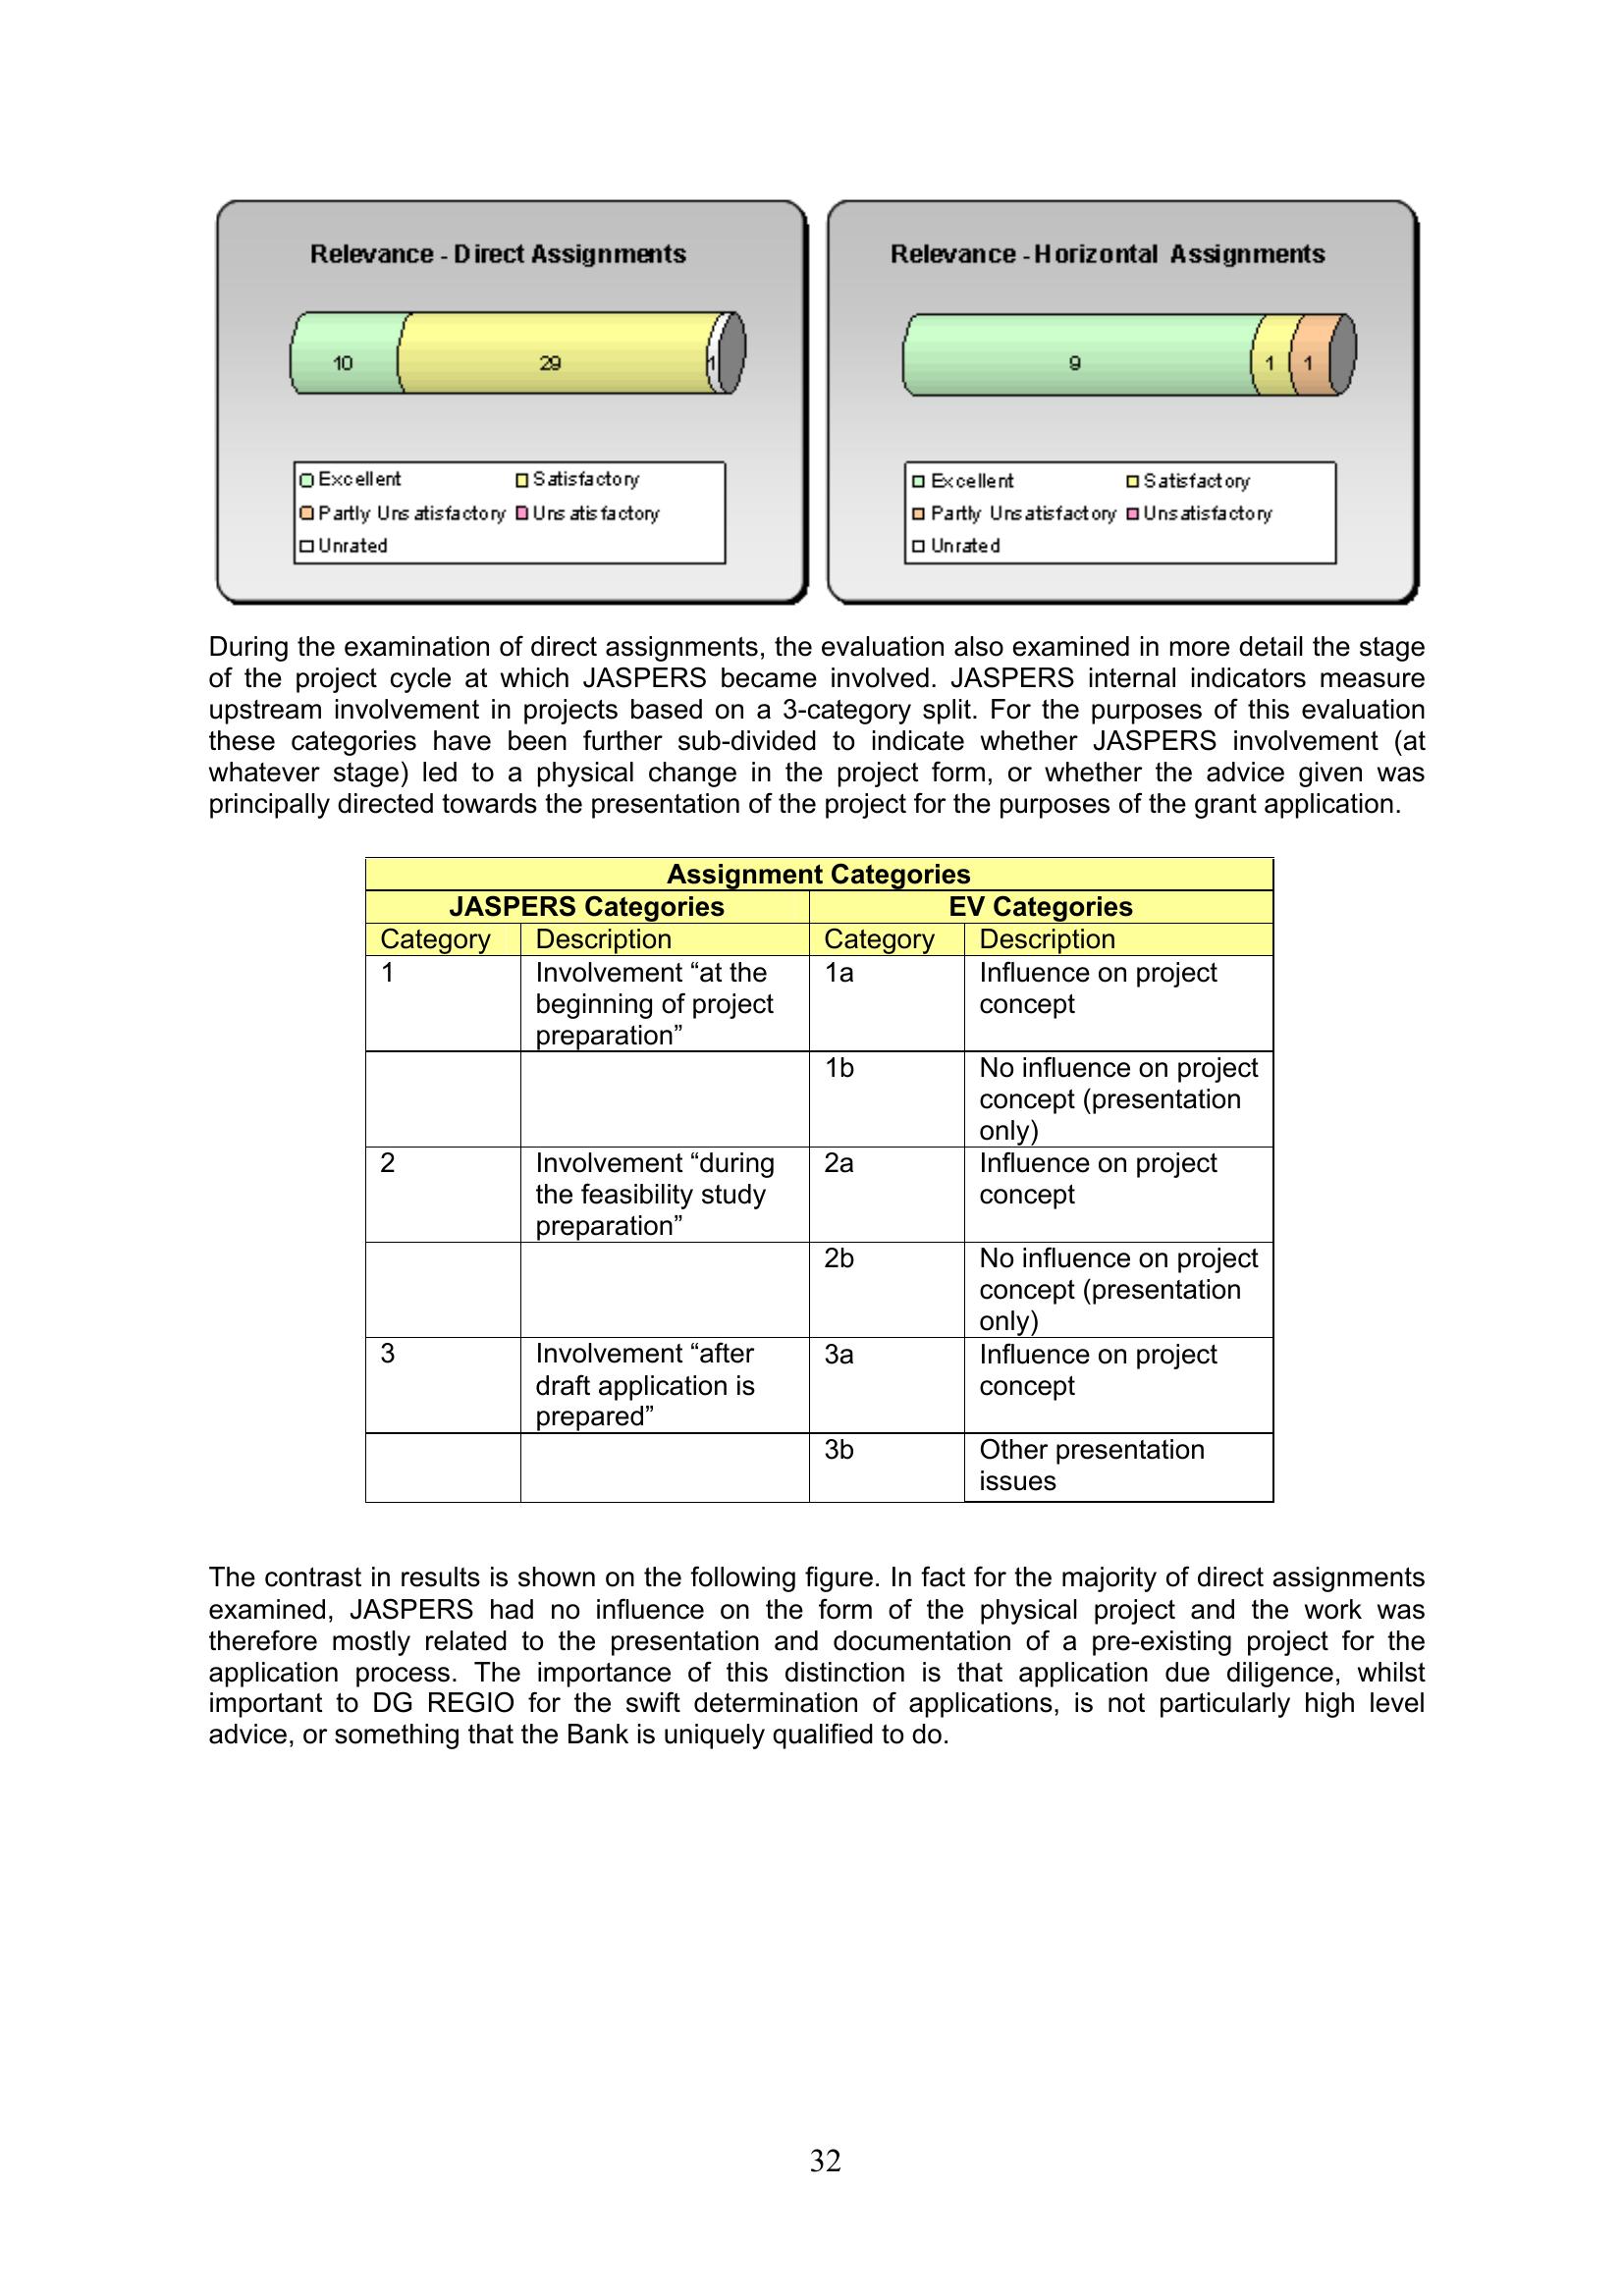 Relevance - Direct Assignments
10 29 1
Excellent Satisfactory
Partly Unsatisfactory Unsatisfactory
Unrated
Relevance - Horizontal Assignments
9 1 1
Excellent Satisfactory
Partly Unsatisfactory Unsatisfactory
Unrated
During the examination of direct assignments, the evaluation also examined in more detail the stage
of the project cycle at which JASPERS became involved. JASPERS internal indicators measure
upstream involvement in projects based on a 3-category split. For the purposes of this evaluation
these categories have been further sub-divided to indicate whether JASPERS involvement (at
whatever stage) led to a physical change in the project form, or whether the advice given was
principally directed towards the presentation of the project for the purposes of the grant application.
Assignment Categories
JASPERS Categories EV Categories
Category Description Category Description
1 Involvement “at the 1a Influence on project
beginning of project concept
preparation”
1b No influence on project
concept (presentation
only)
2 Involvement “during 2a Influence on project
the feasibility study concept
preparation”
2b No influence on project
concept (presentation
only)
3 Involvement “after 3a Influence on project
draft application is concept
prepared”
3b Other presentation
issues
The contrast in results is shown on the following figure. In fact for the majority of direct assignments
examined, JASPERS had no influence on the form of the physical project and the work was
therefore mostly related to the presentation and documentation of a pre-existing project for the
application process. The importance of this distinction is that application due diligence, whilst
important to DG REGIO for the swift determination of applications, is not particularly high level
advice, or something that the Bank is uniquely qualified to do.
32